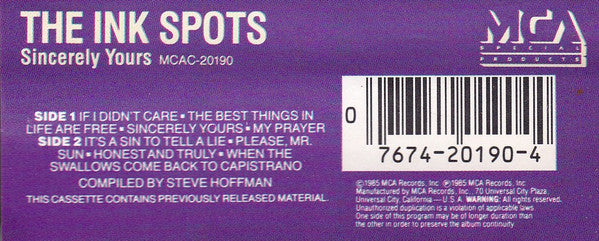 THE INK SPOTS
Sincerely Yours MCAC-20190
MCA
SPECIAL
PRODUCTS
SIDE 1 IF I DIDN'T CARE ▪ THE BEST THINGS IN
LIFE ARE FREE ▪ SINCERELY YOURS ▪ MY PRAYER
SIDE 2 IT'S A SIN TO TELL A LIE ▪ PLEASE, MR.
SUN ▪ HONEST AND TRULY ▪ WHEN THE
SWALLOWS COME BACK TO CAPISTRANO
COMPILED BY STEVE HOFFMAN
THIS CASSETTE CONTAINS PREVIOUSLY RELEASED MATERIAL.
0
7674-20190-4
©1985 MCA Records, Inc. ℗1985 MCA Records, Inc.
Manufactured by MCA Records, Inc., 70 Universal City Plaza,
Universal City, California — U.S.A. WARNING: All rights reserved.
Unauthorized duplication is a violation of applicable laws.
One side of this program may be of longer duration than
the other in order to preserve the album continuity.